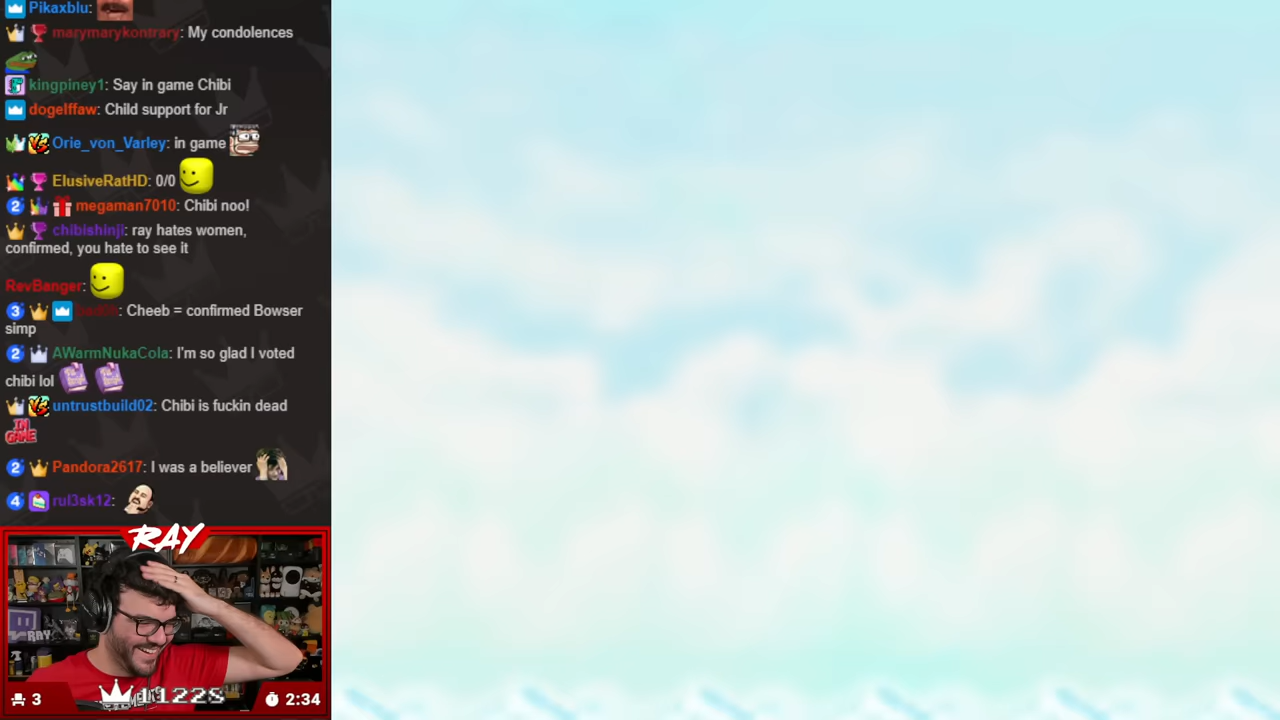 Pikaxblu:
marymarykontrary: My condolences
kingpiney1: Say in game Chibi
dogelffaw: Child support for Jr
Orie_von_Varley: in game
ElusiveRatHD: 0/0
2 megaman7010: Chibi noo!
chibishinji: ray hates women,
confirmed, you hate to see it
RevBanger:
3 : Cheeb = confirmed Bowser
simp
2 AWarmNukaCola: I'm so glad I voted
chibi lol
untrustbuild02: Chibi is fuckin dead
IN GAME
2 Pandora2617: I was a believer
4 rul3sk12:
RAY
RAY
3 11228 2:34